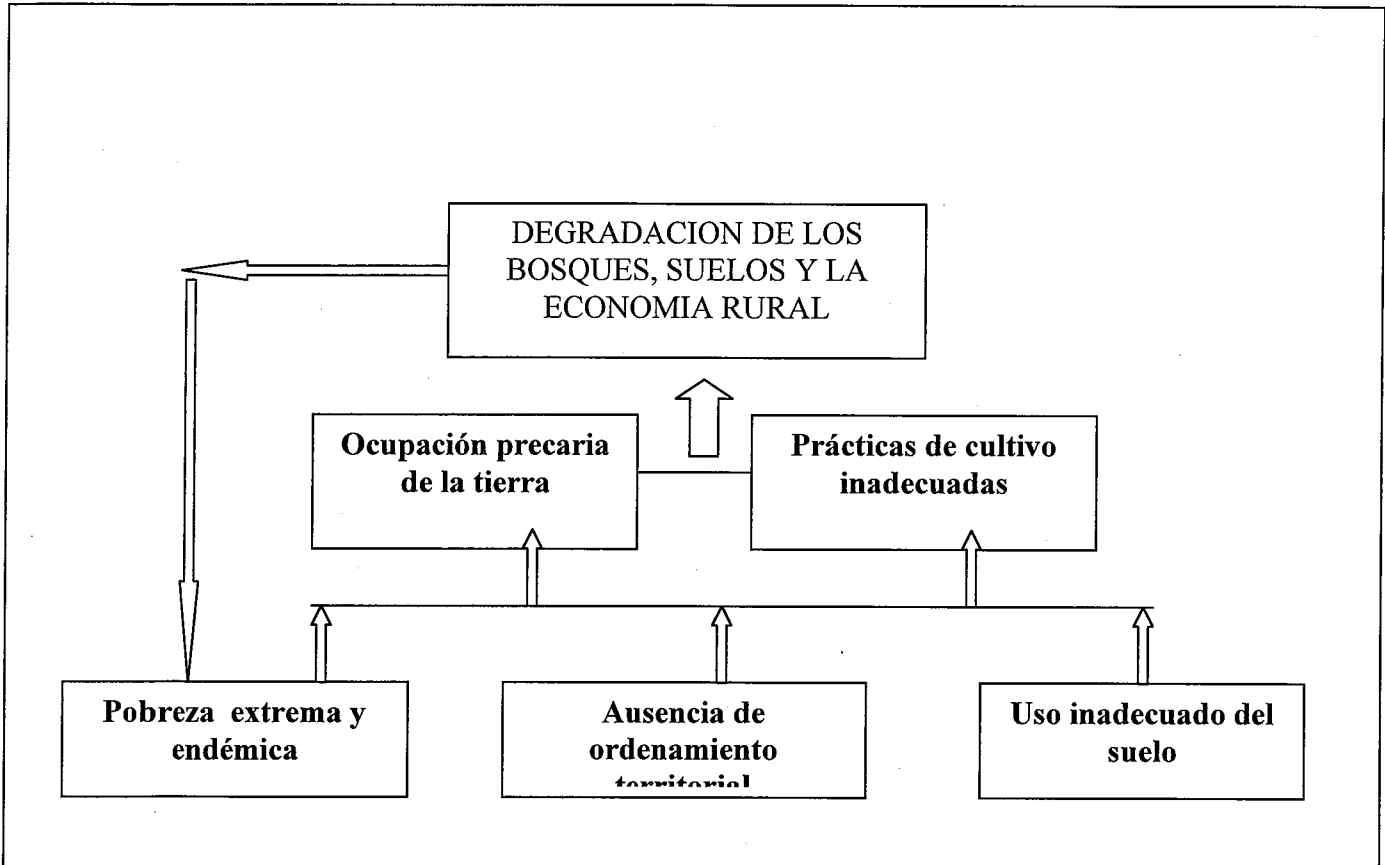 DEGRADACION DE LOS
BOSQUES, SUELOS Y LA
ECONOMIA RURAL
Ocupación precaria
de la tierra
Prácticas de cultivo
inadecuadas
Pobreza extrema y
endémica
Ausencia de
ordenamiento
territorial
Uso inadecuado del
suelo